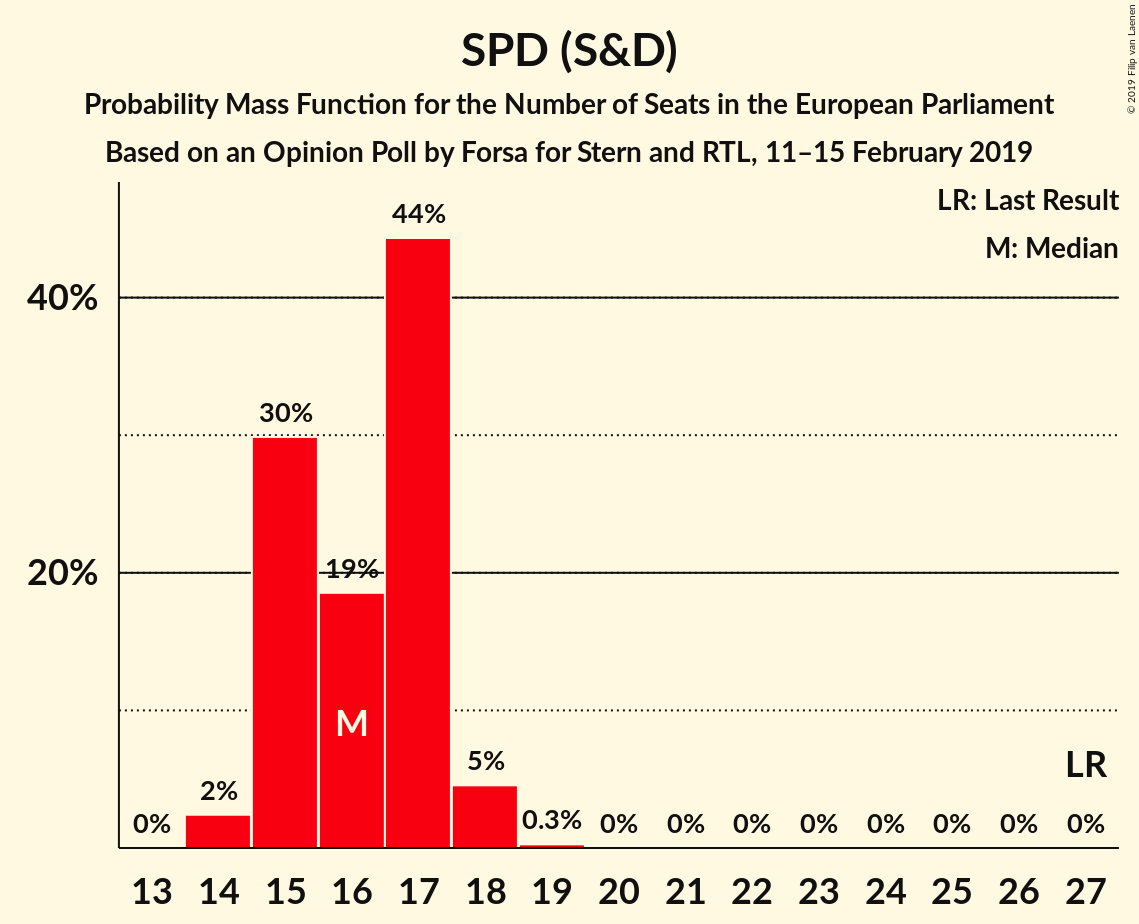 SPD (S&D)
Probability Mass Function for the Number of Seats in the European Parliament
Based on an Opinion Poll by Forsa for Stern and RTL, 11–15 February 2019
© 2019 Filip van Laenen
LR: Last Result
M: Median
40%
20%
0%
2%
30%
19%
44%
5%
0.3%
0%
0%
0%
0%
0%
0%
0%
0%
M
LR
13 14 15 16 17 18 19 20 21 22 23 24 25 26 27